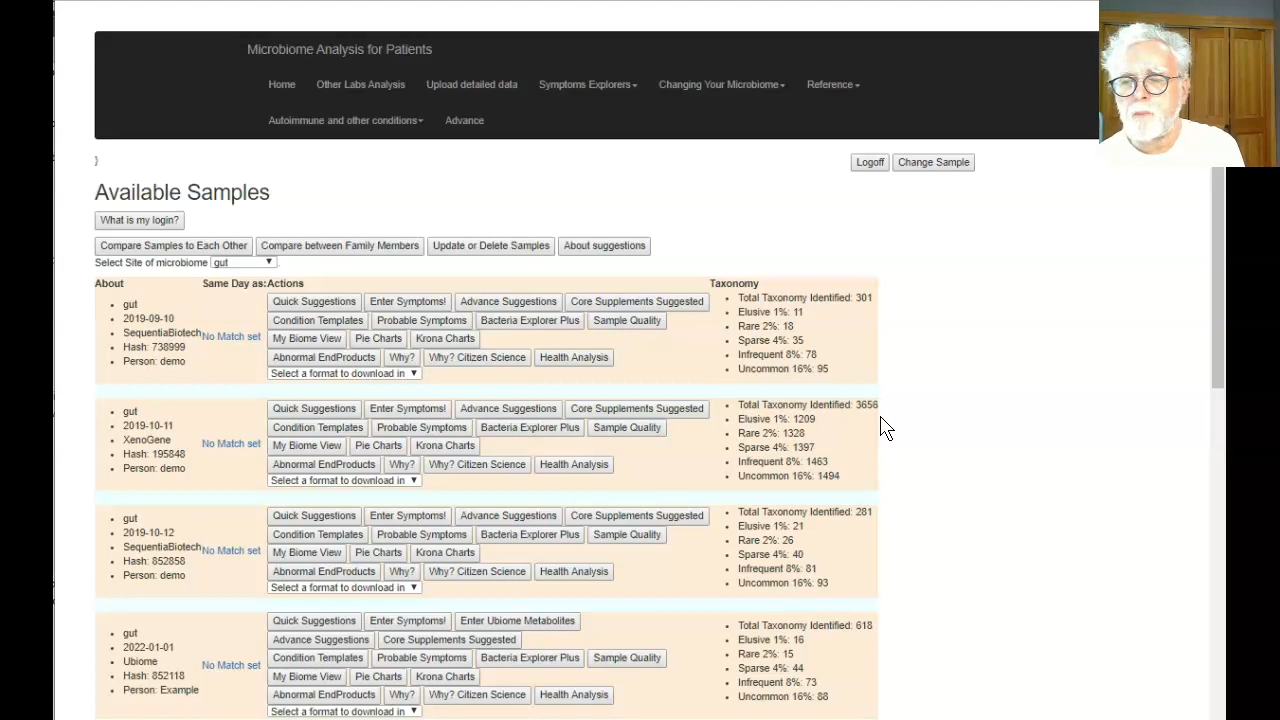 Microbiome Analysis for Patients
Home Other Labs Analysis Upload detailed data Symptoms Explorers Changing Your Microbiome Reference
Autoimmune and other conditions Advance
}
Logoff Change Sample
Available Samples
What is my login?
Compare Samples to Each Other Compare between Family Members Update or Delete Samples About suggestions
Select Site of microbiome gut .
About Same Day as: Actions Taxonomy
gut
2019-09-10
SequentiaBiotech
Hash: 738999
Person: demo
No Match set
Quick Suggestions Enter Symptoms! Advance Suggestions Core Supplements Suggested
Condition Templates Probable Symptoms Bacteria Explorer Plus Sample Quality
My Biome View Pie Charts Krona Charts
Abnormal EndProducts Why? Why? Citizen Science Health Analysis
Select a format to download in
Total Taxonomy Identified: 301
Elusive 1%: 11
Rare 2%: 18
Sparse 4%: 35
Infrequent 8%: 78
Uncommon 16%: 95
gut
2019-10-11
XenoGene
Hash: 195848
Person: demo
No Match set
Quick Suggestions Enter Symptoms! Advance Suggestions Core Supplements Suggested
Condition Templates Probable Symptoms Bacteria Explorer Plus Sample Quality
My Biome View Pie Charts Krona Charts
Abnormal EndProducts Why? Why? Citizen Science Health Analysis
Select a format to download in
Total Taxonomy Identified: 3656
Elusive 1%: 1209
Rare 2%: 1328
Sparse 4%: 1397
Infrequent 8%: 1463
Uncommon 16%: 1494
gut
2019-10-12
SequentiaBiotech
Hash: 852858
Person: demo
No Match set
Quick Suggestions Enter Symptoms! Advance Suggestions Core Supplements Suggested
Condition Templates Probable Symptoms Bacteria Explorer Plus Sample Quality
My Biome View Pie Charts Krona Charts
Abnormal EndProducts Why? Why? Citizen Science Health Analysis
Select a format to download in
Total Taxonomy Identified: 281
Elusive 1%: 21
Rare 2%: 26
Sparse 4%: 40
Infrequent 8%: 81
Uncommon 16%: 93
gut
2022-01-01
Ubiome
Hash: 852118
Person: Example
No Match set
Quick Suggestions Enter Symptoms! Enter Ubiome Metabolites
Advance Suggestions Core Supplements Suggested
Condition Templates Probable Symptoms Bacteria Explorer Plus Sample Quality
My Biome View Pie Charts Krona Charts
Abnormal EndProducts Why? Why? Citizen Science Health Analysis
Select a format to download in
Total Taxonomy Identified: 618
Elusive 1%: 16
Rare 2%: 15
Sparse 4%: 44
Infrequent 8%: 73
Uncommon 16%: 88